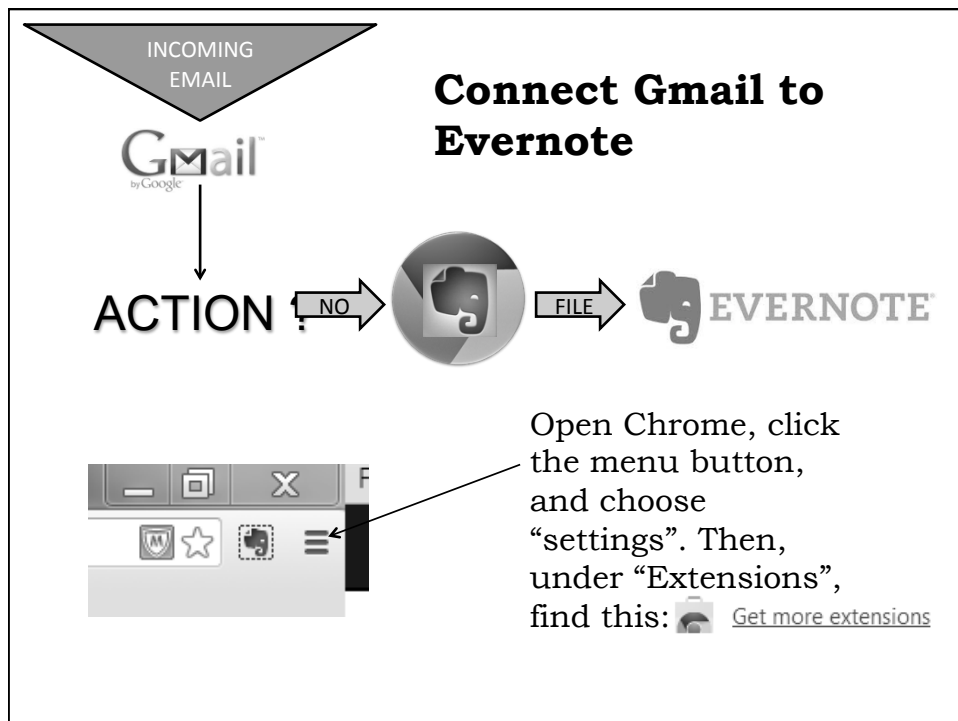 INCOMING
EMAIL
Connect Gmail to
Evernote
Gmail™
by Google
ACTION ?
NO
FILE
EVERNOTE®
Open Chrome, click
the menu button,
and choose
“settings”. Then,
under “Extensions”,
find this:
Get more extensions
F
M